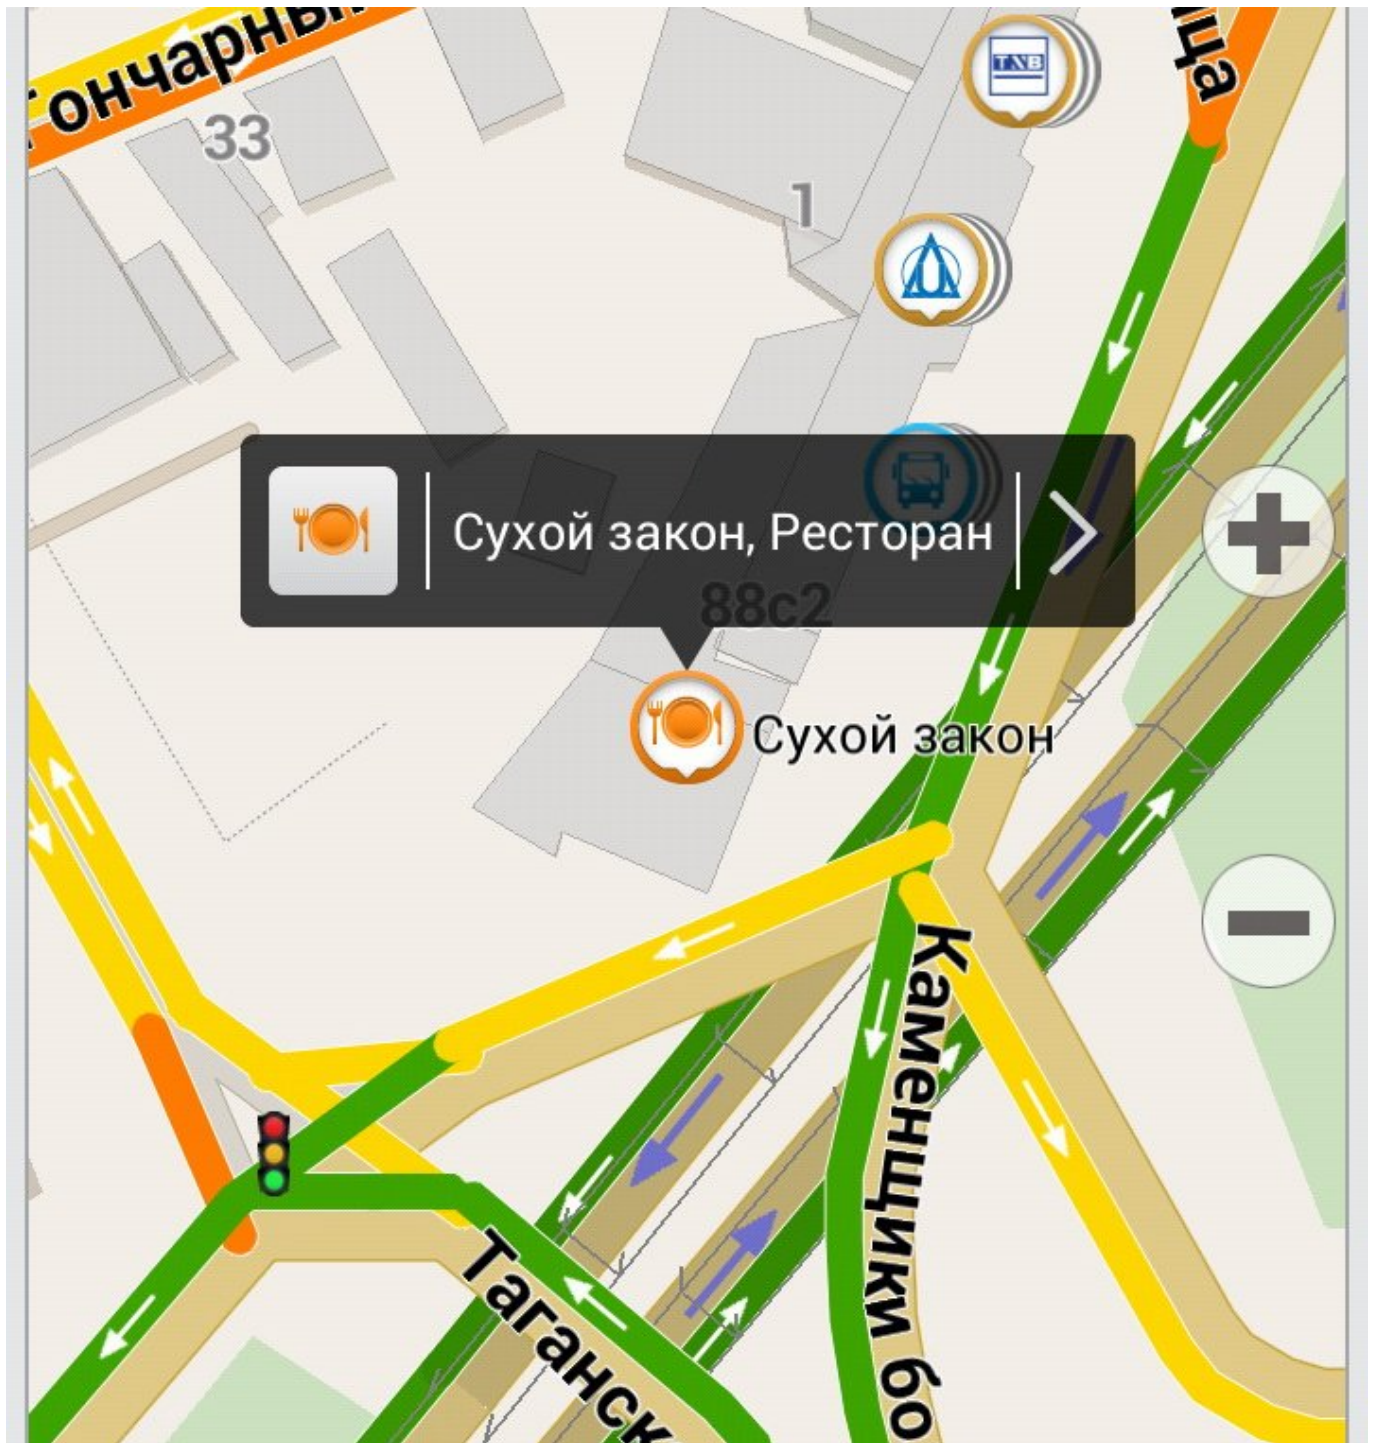 Гончарны
ица
TNB
33
1
Сухой закон, Ресторан
88с2
Сухой закон
Каменщики бо
Таганск